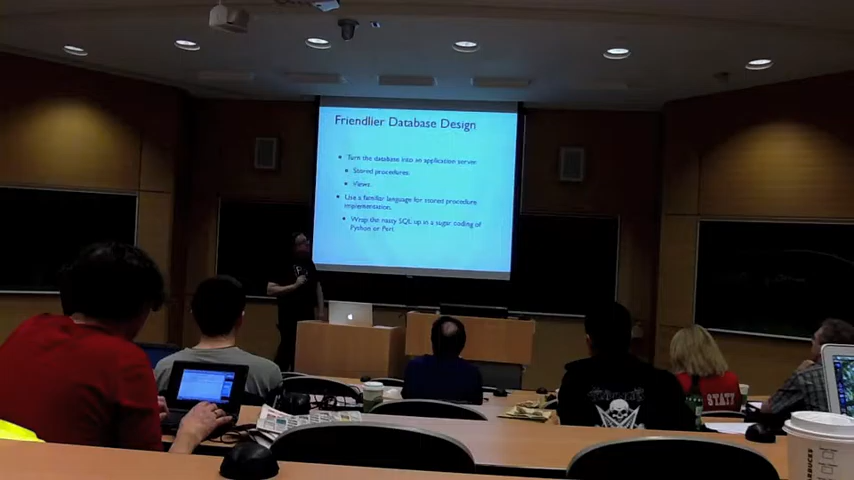 Friendlier Database Design
• Turn the database into an application server
• Stored procedures
• Views
• Use a familiar language for stored procedure
implementation.
• Wrap the nasty SQL up in a sugar coating of
Python or Perl
STAFF